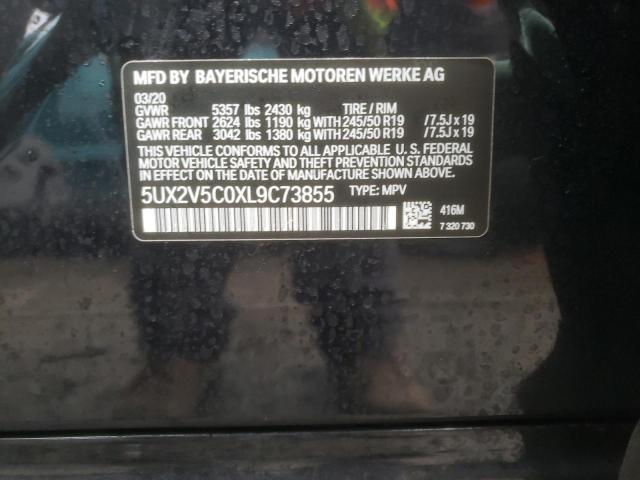 MFD BY BAYERISCHE MOTOREN WERKE AG
03/20
GVWR 5357 lbs 2430 kg TIRE / RIM
GAWR FRONT 2624 lbs 1190 kg WITH 245/50 R19 /7.5J x 19
GAWR REAR 3042 lbs 1380 kg WITH 245/50 R19 /7.5J x 19
THIS VEHICLE CONFORMS TO ALL APPLICABLE U. S. FEDERAL
MOTOR VEHICLE SAFETY, BUMPER, AND THEFT PREVENTION STANDARDS
IN EFFECT ON THE DATE OF MANUFACTURE SHOWN ABOVE.
5UX2V5C0XL9C73855 TYPE: MPV
416M
7 320 730